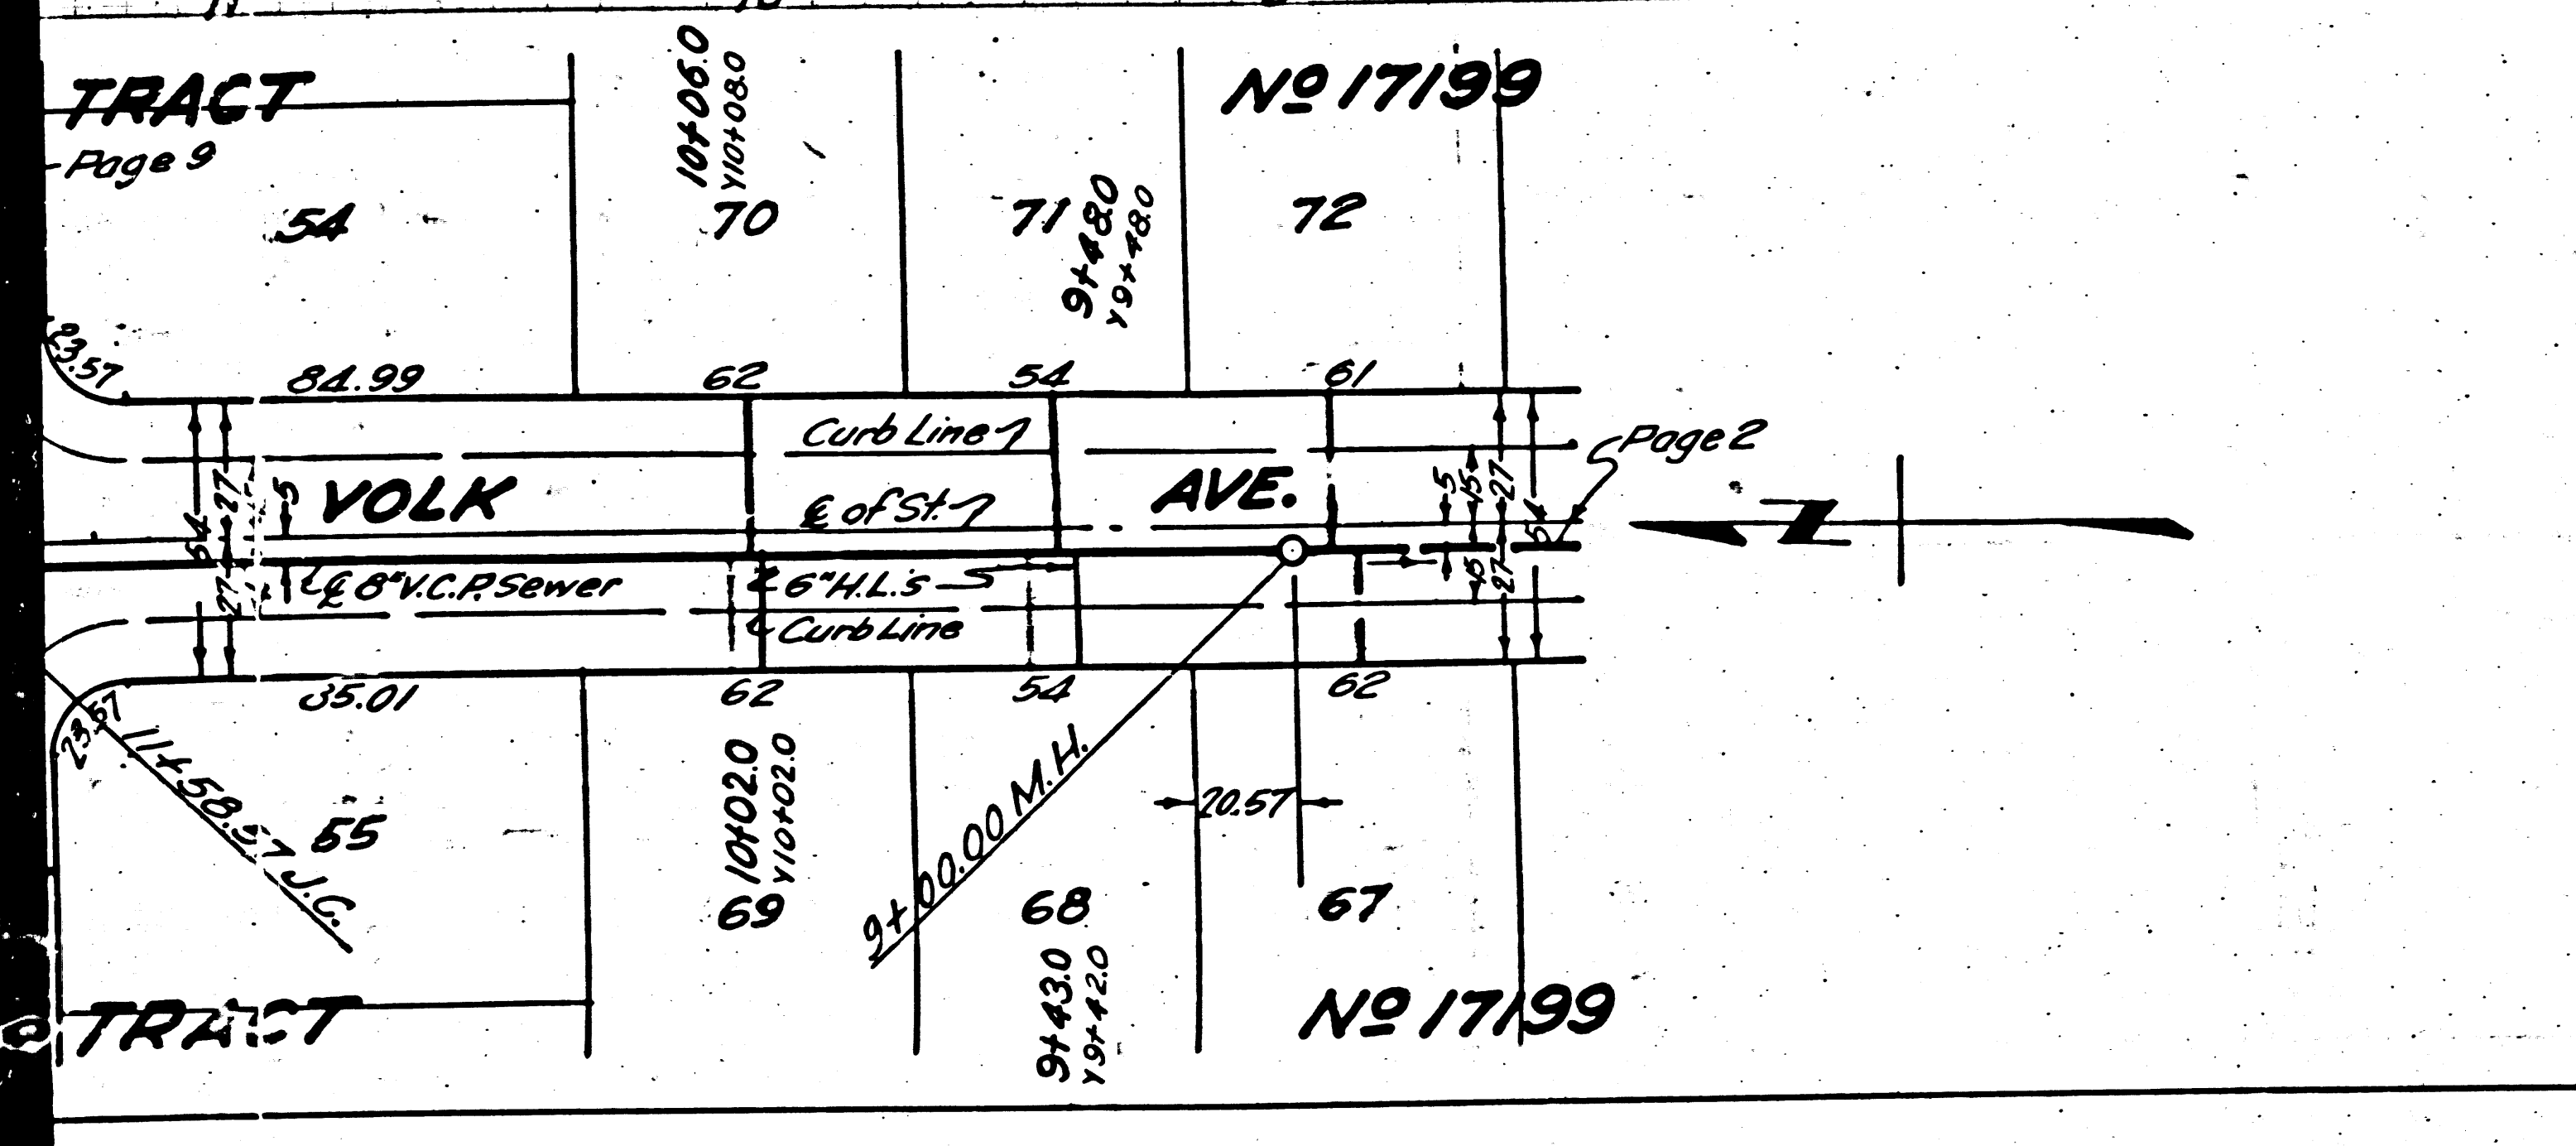 TRACT
No 17199
Page 9
10+06.0
Y10+08.0
54
70
71
9+48.0
Y9+48.0
72
23.57
84.99
62
54
61
Curb Line
Page 2
VOLK
AVE.
℄ of St.
54
27
27
5
5
15
27
54
15
27
℄ 8" V.C.P. Sewer
6" H.L.'s
Curb Line
N
23.57
62
54
62
11+58.57 J.G.
55
10+02.0
Y10+02.0
69
9+00.00 M.H.
20.57
68
67
9+43.0
Y9+42.0
TRACT
No 17199